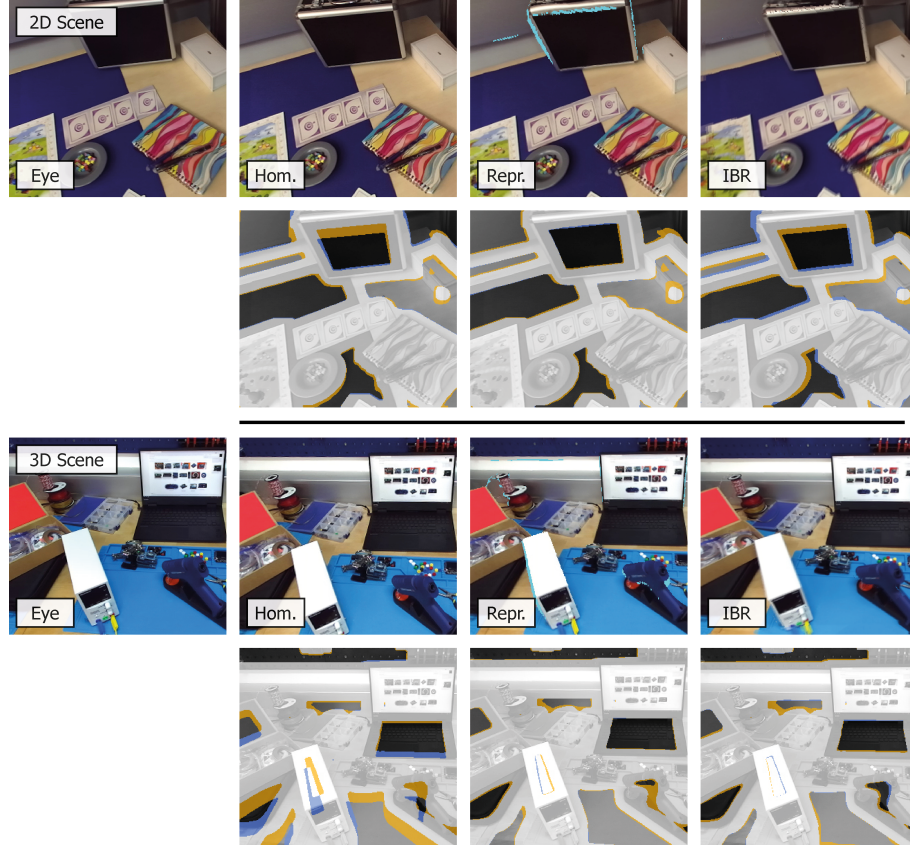 2D Scene
Eye
Hom.
Repr.
IBR
3D Scene
Eye
Hom.
Repr.
IBR